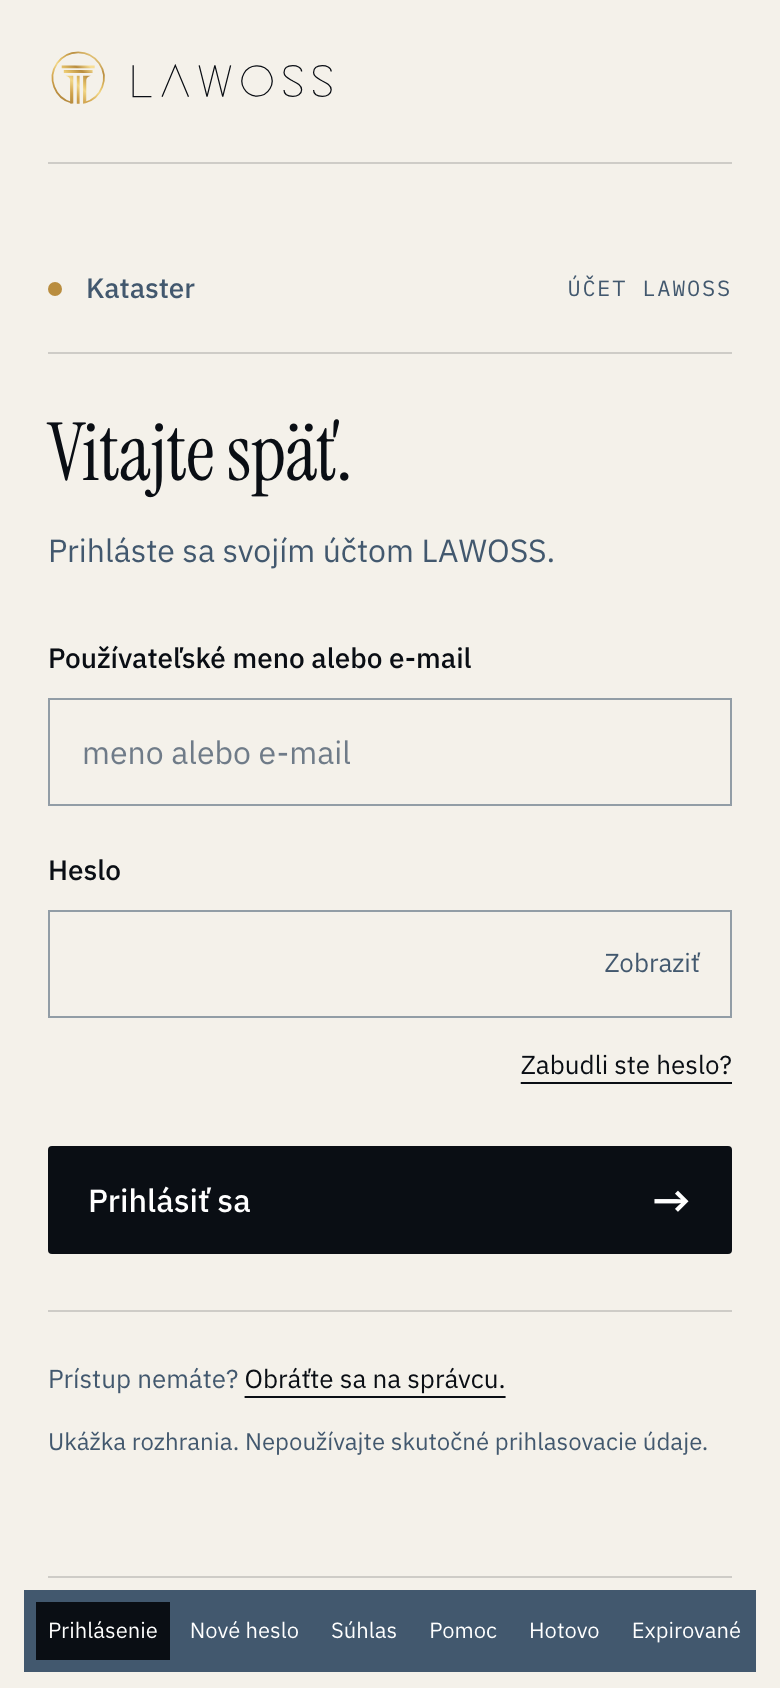 LAWOSS
Kataster
ÚČET LAWOSS
Vitajte späť.
Prihláste sa svojím účtom LAWOSS.
Používateľské meno alebo e-mail
meno alebo e-mail
Heslo
Zobraziť
Zabudli ste heslo?
Prihlásiť sa →
Prístup nemáte? Obráťte sa na správcu.
Ukážka rozhrania. Nepoužívajte skutočné prihlasovacie údaje.
Prihlásenie Nové heslo Súhlas Pomoc Hotovo Expirované